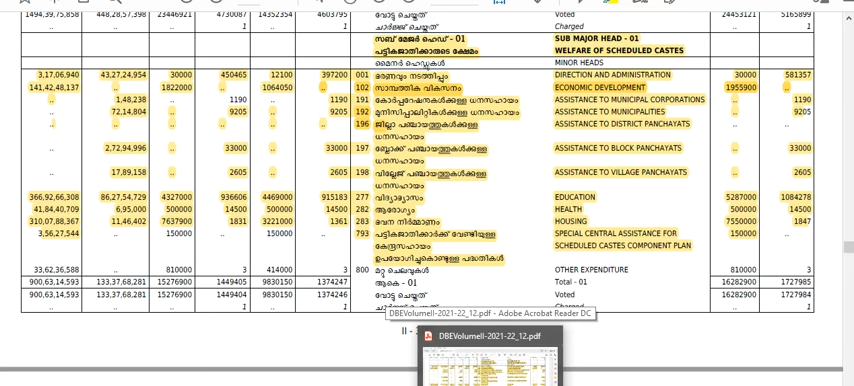 1494,39,75,858 448,28,57,398 23446921 4730087 14352354 4603795 വോട്ടു ചെയ്തത് Voted 24453121 5165899
.. .. .. 1 .. 1 ചാർജ്ജ് ചെയ്തത് Charged .. 1
സബ് മേജർ ഹെഡ് - 01 SUB MAJOR HEAD - 01
പട്ടികജാതിക്കാരുടെ ക്ഷേമം WELFARE OF SCHEDULED CASTES
മൈനർ ഹെഡ്ഡുകൾ MINOR HEADS
3,17,06,940 43,27,24,954 30000 450465 12100 397200 001 ഭരണവും നടത്തിപ്പും DIRECTION AND ADMINISTRATION 30000 581357
141,42,48,137 .. 1822000 .. 1064050 .. 102 സാമ്പത്തിക വികസനം ECONOMIC DEVELOPMENT 1955900 ..
.. 1,48,238 .. 1190 .. 1190 191 കോർപ്പറേഷനുകൾക്കുള്ള ധനസഹായം ASSISTANCE TO MUNICIPAL CORPORATIONS .. 1190
.. 72,14,804 .. 9205 .. 9205 192 മുനിസിപ്പാലിറ്റികൾക്കുള്ള ധനസഹായം ASSISTANCE TO MUNICIPALITIES .. 9205
.. .. .. .. .. .. 196 ജില്ലാ പഞ്ചായത്തുകൾക്കുള്ള ASSISTANCE TO DISTRICT PANCHAYATS .. ..
ധനസഹായം
.. 2,72,94,996 .. 33000 .. 33000 197 ബ്ലോക്ക് പഞ്ചായത്തുകൾക്കുള്ള ASSISTANCE TO BLOCK PANCHAYATS .. 33000
ധനസഹായം
.. 17,89,158 .. 2605 .. 2605 198 വില്ലേജ് പഞ്ചായത്തുകൾക്കുള്ള ASSISTANCE TO VILLAGE PANCHAYATS .. 2605
ധനസഹായം
366,92,66,308 86,27,54,729 4327000 936606 4469000 915183 277 വിദ്യാഭ്യാസം EDUCATION 5287000 1084278
41,84,40,709 6,95,000 500000 14500 500000 14500 282 ആരോഗ്യം HEALTH 500000 14500
310,07,88,367 11,46,402 7637900 1831 3221000 1361 283 ഭവന നിർമ്മാണം HOUSING 7550000 1847
3,56,27,544 .. 150000 .. 150000 .. 793 പട്ടികജാതിക്കാർക്ക് വേണ്ടിയുള്ള SPECIAL CENTRAL ASSISTANCE FOR 150000 ..
കേന്ദ്രസഹായം SCHEDULED CASTES COMPONENT PLAN
ഉപയോഗിച്ചുകൊണ്ടുള്ള പദ്ധതികൾ
33,62,36,588 .. 810000 3 414000 3 800 മറ്റു ചെലവുകൾ OTHER EXPENDITURE 810000 3
900,63,14,593 133,37,68,281 15276900 1449405 9830150 1374247 ആകെ - 01 Total - 01 16282900 1727985
900,63,14,593 133,37,68,281 15276900 1449404 9830150 1374246 വോട്ടു ചെയ്തത് Voted 16282900 1727984
.. .. .. 1 .. 1 Charged .. 1
DBEVolumeII-2021-22_12.pdf - Adobe Acrobat Reader DC
II -
DBEVolumeII-2021-22_12.pdf